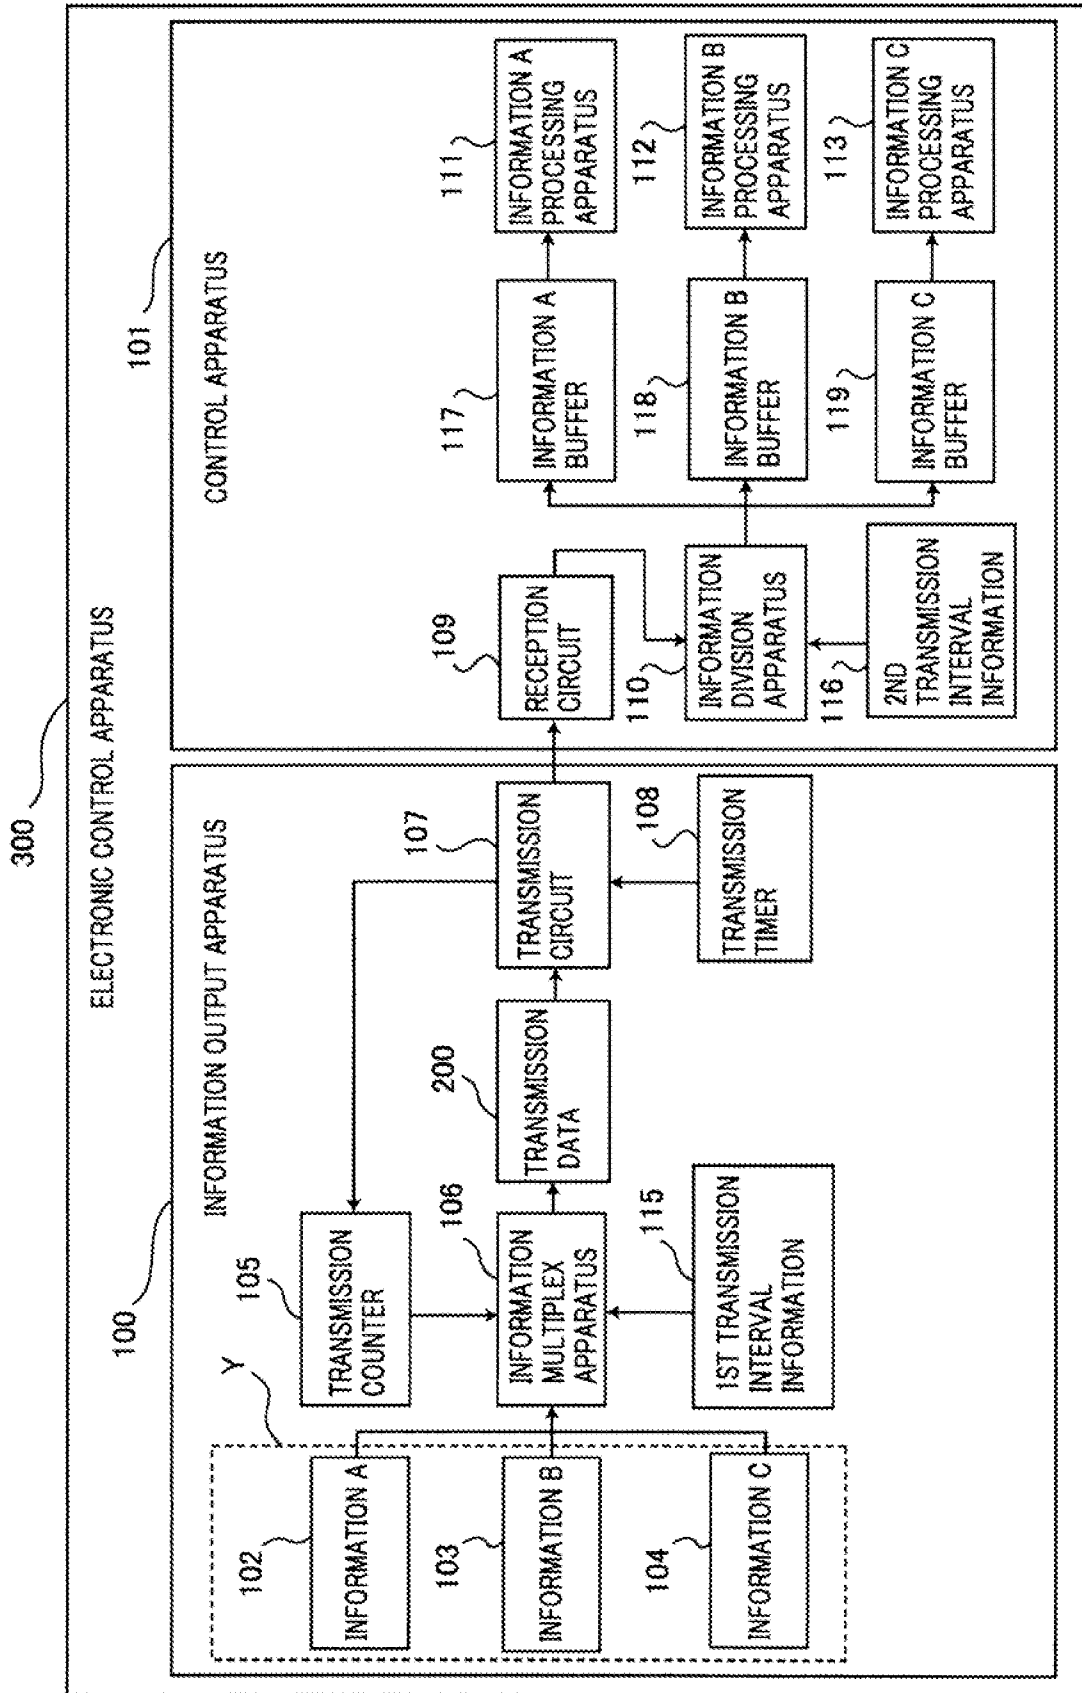 300
ELECTRONIC CONTROL APPARATUS
100
INFORMATION OUTPUT APPARATUS
Y
102
INFORMATION A
103
INFORMATION B
104
INFORMATION C
105
TRANSMISSION
COUNTER
106
INFORMATION
MULTIPLEX
APPARATUS
115
1ST TRANSMISSION
INTERVAL
INFORMATION
200
TRANSMISSION
DATA
107
TRANSMISSION
CIRCUIT
108
TRANSMISSION
TIMER
101
CONTROL APPARATUS
109
RECEPTION
CIRCUIT
110
INFORMATION
DIVISION
APPARATUS
116
2ND
TRANSMISSION
INTERVAL
INFORMATION
117
INFORMATION A
BUFFER
118
INFORMATION B
BUFFER
119
INFORMATION C
BUFFER
111
INFORMATION A
PROCESSING
APPARATUS
112
INFORMATION B
PROCESSING
APPARATUS
113
INFORMATION C
PROCESSING
APPARATUS